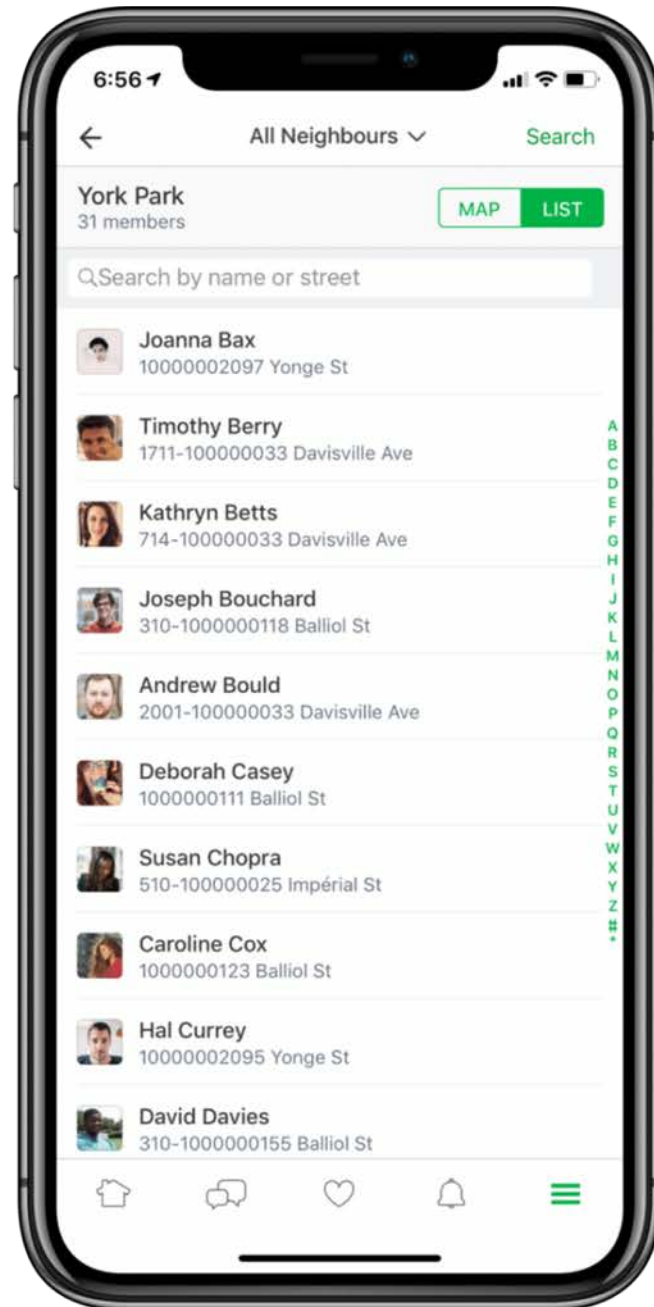 6:56
All Neighbours
Search
York Park
31 members
MAP
LIST
Search by name or street
Joanna Bax
10000002097 Yonge St
Timothy Berry
1711-100000033 Davisville Ave
Kathryn Betts
714-100000033 Davisville Ave
Joseph Bouchard
310-1000000118 Balliol St
Andrew Bould
2001-100000033 Davisville Ave
Deborah Casey
1000000111 Balliol St
Susan Chopra
510-100000025 Impérial St
Caroline Cox
1000000123 Balliol St
Hal Currey
10000002095 Yonge St
David Davies
310-1000000155 Balliol St
A
B
C
D
E
F
G
H
I
J
K
L
M
N
O
P
Q
R
S
T
U
V
W
X
Y
Z
#
*